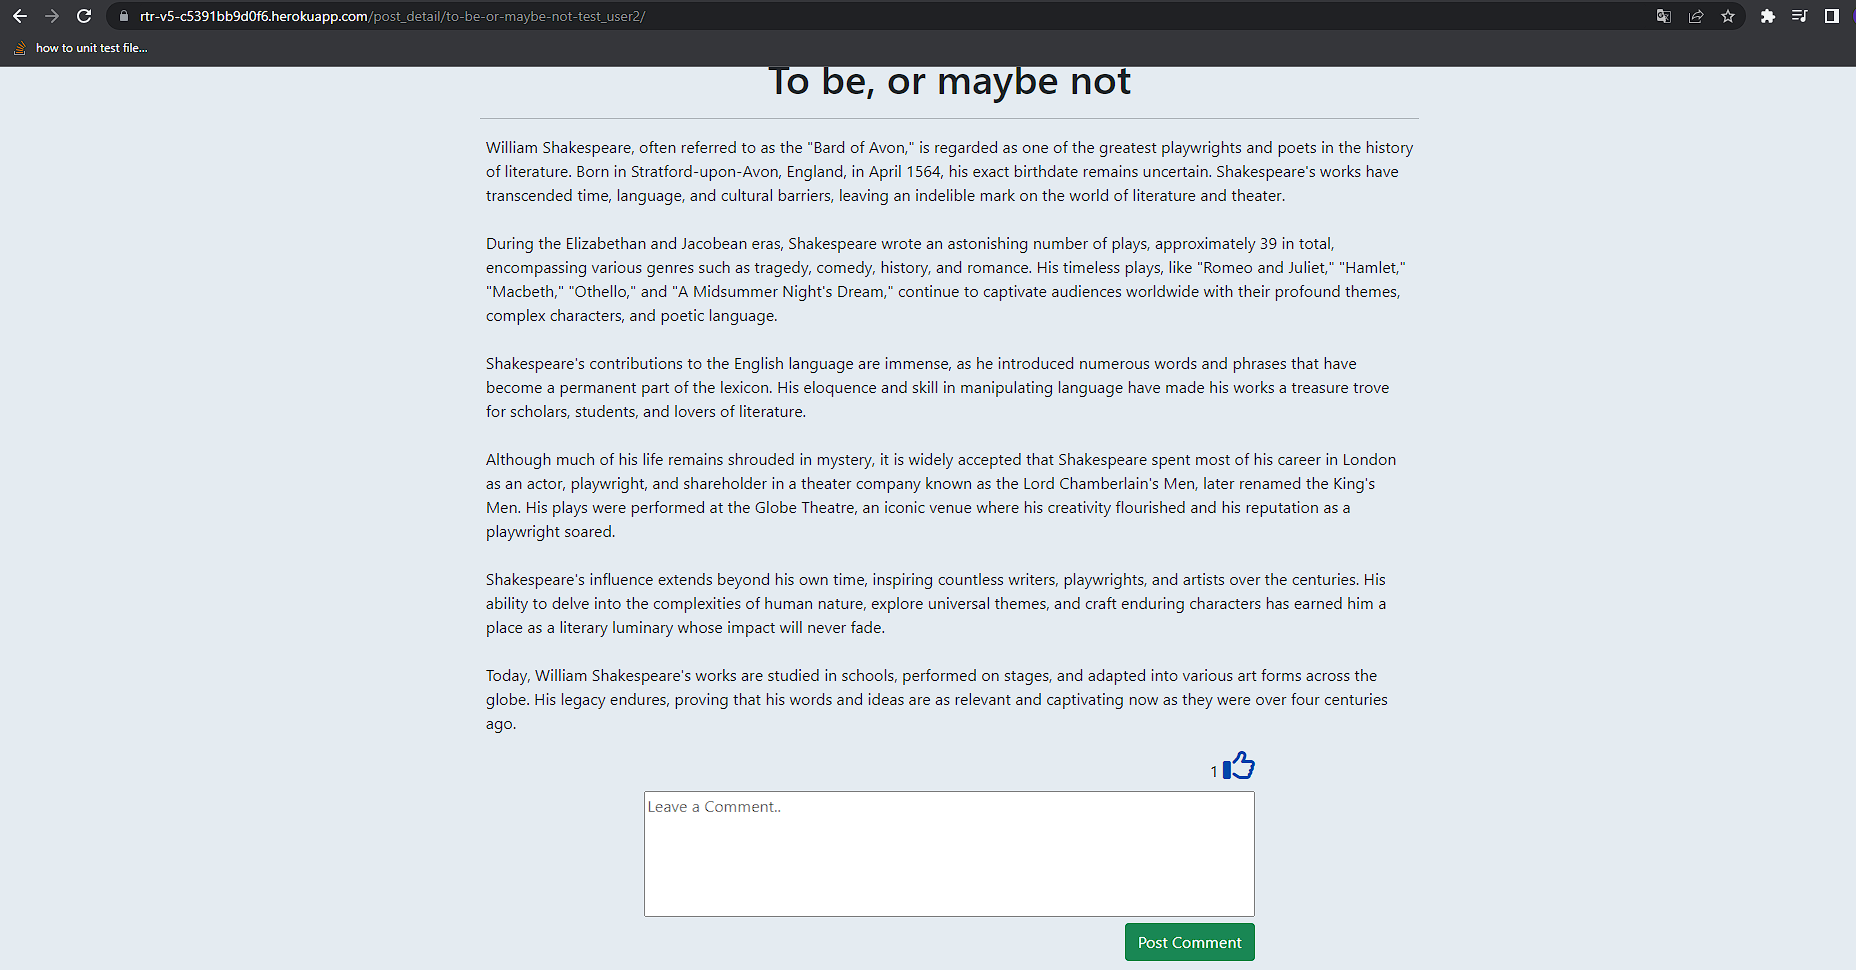 rtr-v5-c5391bb9d0f6.herokuapp.com/post_detail/to-be-or-maybe-not-test_user2/
how to unit test file...
To be, or maybe not
William Shakespeare, often referred to as the "Bard of Avon," is regarded as one of the greatest playwrights and poets in the history
of literature. Born in Stratford-upon-Avon, England, in April 1564, his exact birthdate remains uncertain. Shakespeare's works have
transcended time, language, and cultural barriers, leaving an indelible mark on the world of literature and theater.
During the Elizabethan and Jacobean eras, Shakespeare wrote an astonishing number of plays, approximately 39 in total,
encompassing various genres such as tragedy, comedy, history, and romance. His timeless plays, like "Romeo and Juliet," "Hamlet,"
"Macbeth," "Othello," and "A Midsummer Night's Dream," continue to captivate audiences worldwide with their profound themes,
complex characters, and poetic language.
Shakespeare's contributions to the English language are immense, as he introduced numerous words and phrases that have
become a permanent part of the lexicon. His eloquence and skill in manipulating language have made his works a treasure trove
for scholars, students, and lovers of literature.
Although much of his life remains shrouded in mystery, it is widely accepted that Shakespeare spent most of his career in London
as an actor, playwright, and shareholder in a theater company known as the Lord Chamberlain's Men, later renamed the King's
Men. His plays were performed at the Globe Theatre, an iconic venue where his creativity flourished and his reputation as a
playwright soared.
Shakespeare's influence extends beyond his own time, inspiring countless writers, playwrights, and artists over the centuries. His
ability to delve into the complexities of human nature, explore universal themes, and craft enduring characters has earned him a
place as a literary luminary whose impact will never fade.
Today, William Shakespeare's works are studied in schools, performed on stages, and adapted into various art forms across the
globe. His legacy endures, proving that his words and ideas are as relevant and captivating now as they were over four centuries
ago.
1
Leave a Comment..
Post Comment